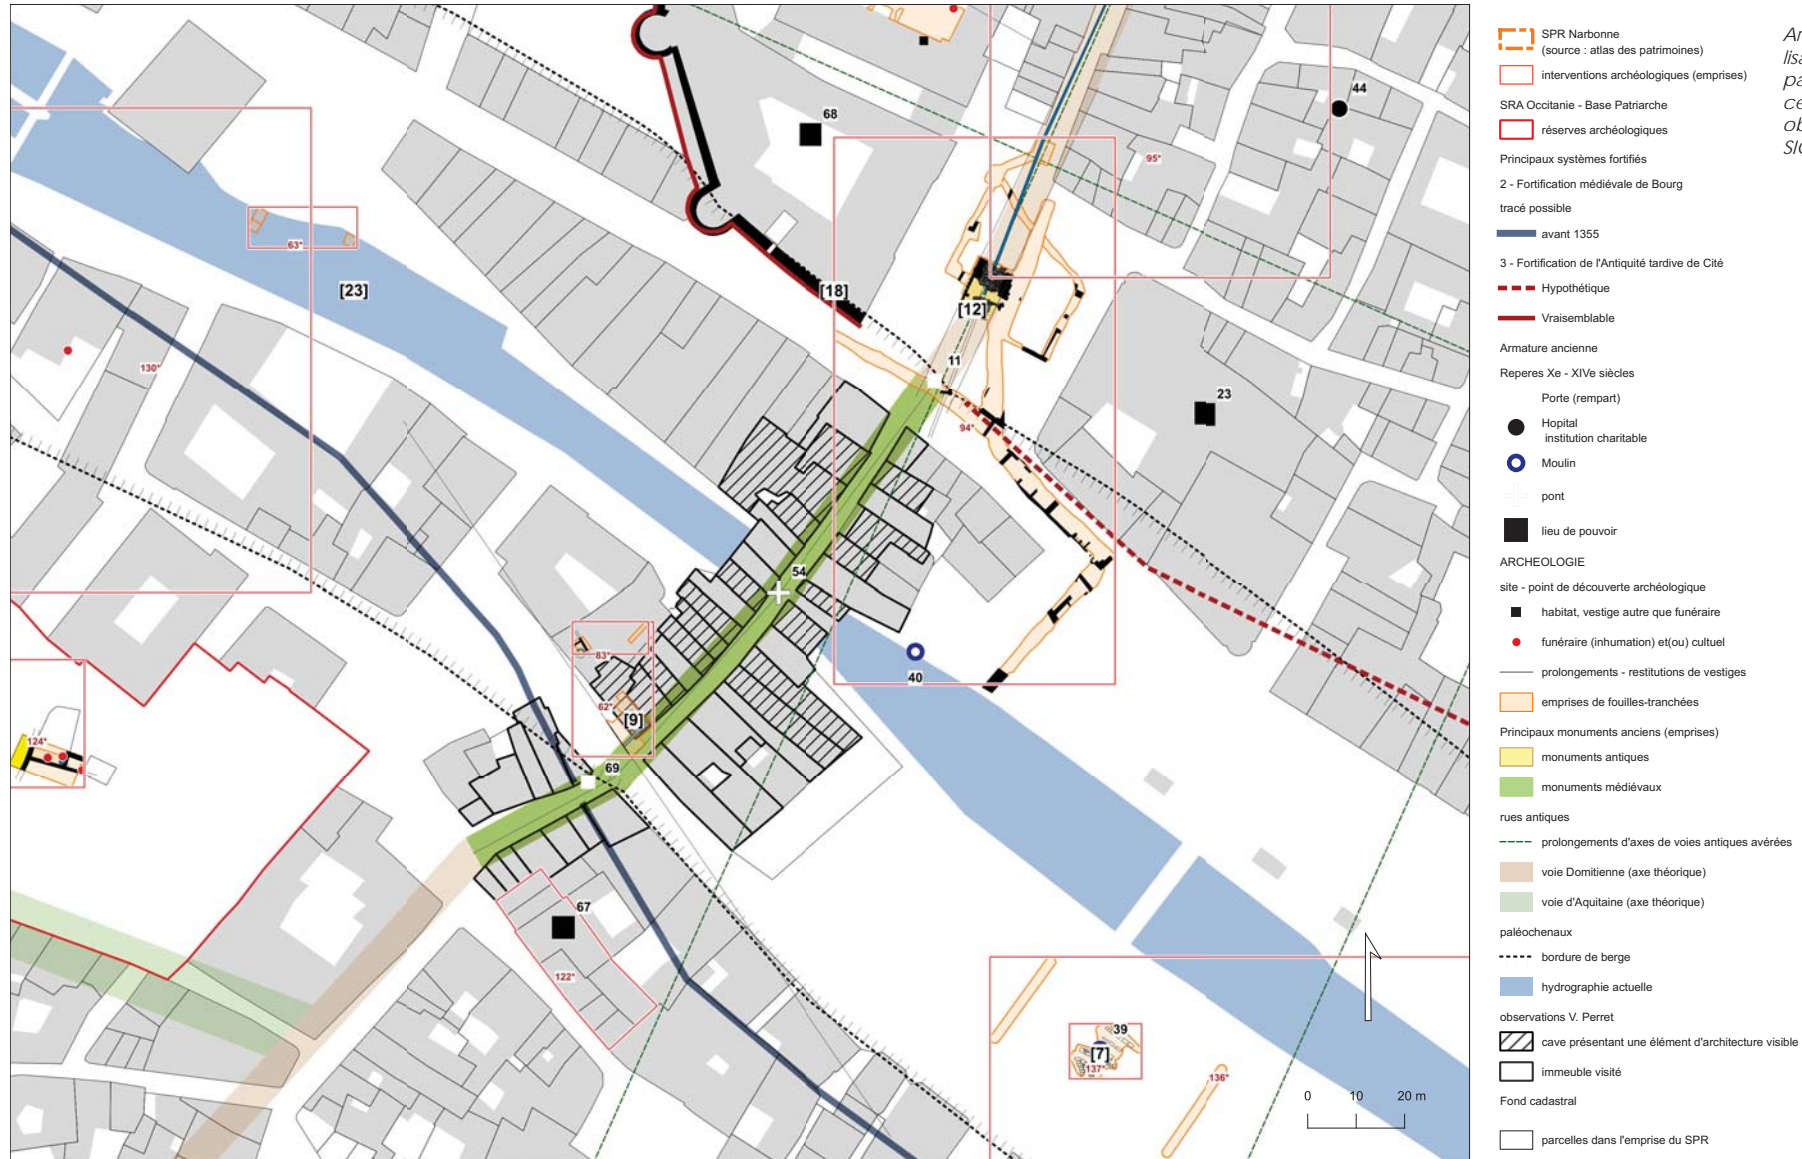 44
68
95*
63*
[23]
[18]
[12]
11
130*
23
94*
54
83*
40
62*
[9]
124*
69
67
122*
39
[7]
137*
136*
0 10 20 m
SPR Narbonne
(source : atlas des patrimoines)
interventions archéologiques (emprises)
SRA Occitanie - Base Patriarche
réserves archéologiques
Principaux systèmes fortifiés
2 - Fortification médiévale de Bourg
tracé possible
avant 1355
3 - Fortification de l'Antiquité tardive de Cité
Hypothétique
Vraisemblable
Armature ancienne
Reperes Xe - XIVe siècles
Porte (rempart)
Hopital
institution charitable
Moulin
pont
lieu de pouvoir
ARCHEOLOGIE
site - point de découverte archéologique
habitat, vestige autre que funéraire
funéraire (inhumation) et(ou) cultuel
prolongements - restitutions de vestiges
emprises de fouilles-tranchées
Principaux monuments anciens (emprises)
monuments antiques
monuments médiévaux
rues antiques
prolongements d'axes de voies antiques avérées
voie Domitienne (axe théorique)
voie d'Aquitaine (axe théorique)
paléochenaux
bordure de berge
hydrographie actuelle
observations V. Perret
cave présentant une élément d'architecture visible
immeuble visité
Fond cadastral
parcelles dans l'emprise du SPR